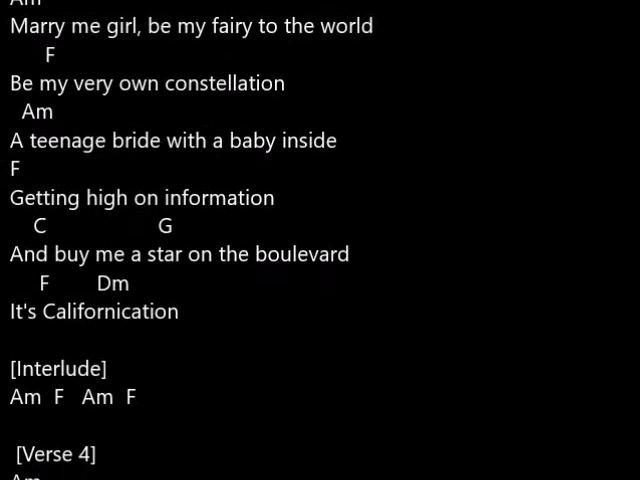 Am
Marry me girl, be my fairy to the world
F
Be my very own constellation
Am
A teenage bride with a baby inside
F
Getting high on information
C G
And buy me a star on the boulevard
F Dm
It's Californication
[Interlude]
Am F Am F
[Verse 4]
Am